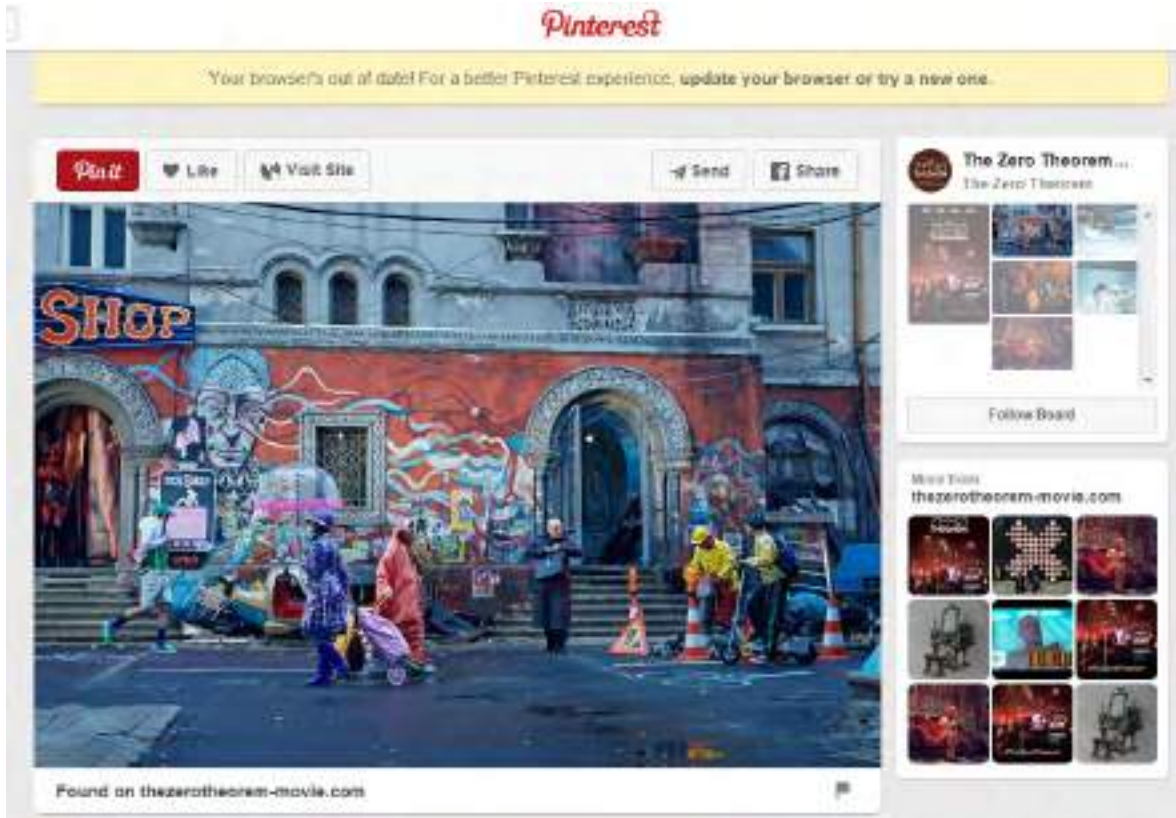 Pinterest
Your browser's out of date! For a better Pinterest experience, update your browser or try a new one.
Pin it
Like
Visit Site
Send
Share
SHOP
The Zero Theorem...
The Zero Theorem
Follow Board
More from
thezerotheorem-movie.com
Found on thezerotheorem-movie.com